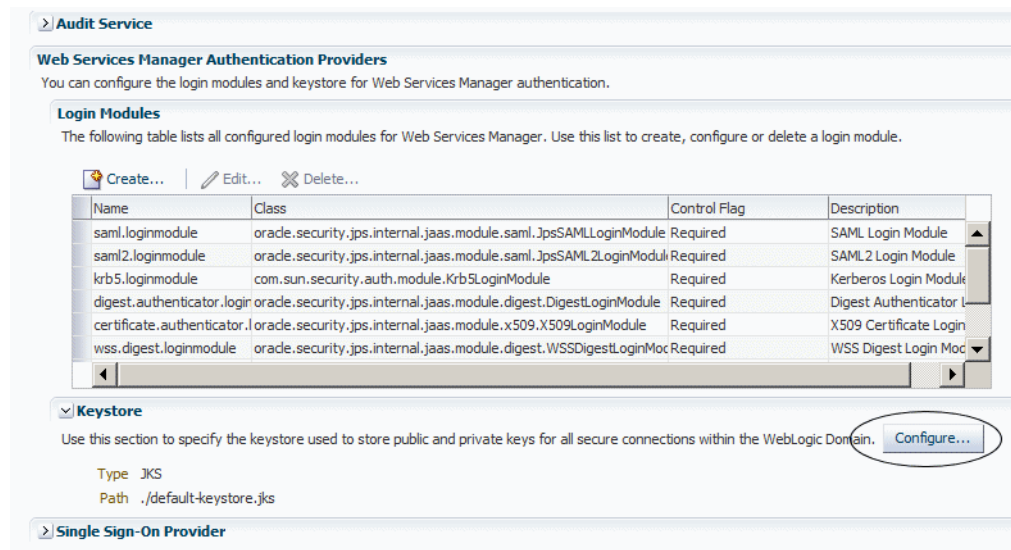 Audit Service
Web Services Manager Authentication Providers
You can configure the login modules and keystore for Web Services Manager authentication.
Login Modules
The following table lists all configured login modules for Web Services Manager. Use this list to create, configure or delete a login module.
Create... Edit... Delete...
Name Class Control Flag Description
saml.loginmodule oracle.security.jps.internal.jaas.module.saml.JpsSAMLLoginModule Required SAML Login Module
saml2.loginmodule oracle.security.jps.internal.jaas.module.saml.JpsSAML2LoginModul Required SAML2 Login Module
krb5.loginmodule com.sun.security.auth.module.Krb5LoginModule Required Kerberos Login Module
digest.authenticator.login oracle.security.jps.internal.jaas.module.digest.DigestLoginModule Required Digest Authenticator L
certificate.authenticator.l oracle.security.jps.internal.jaas.module.x509.X509LoginModule Required X509 Certificate Login
wss.digest.loginmodule oracle.security.jps.internal.jaas.module.digest.WSSDigestLoginMod Required WSS Digest Login Mod
Keystore
Use this section to specify the keystore used to store public and private keys for all secure connections within the WebLogic Domain. Configure...
Type JKS
Path ./default-keystore.jks
Single Sign-On Provider